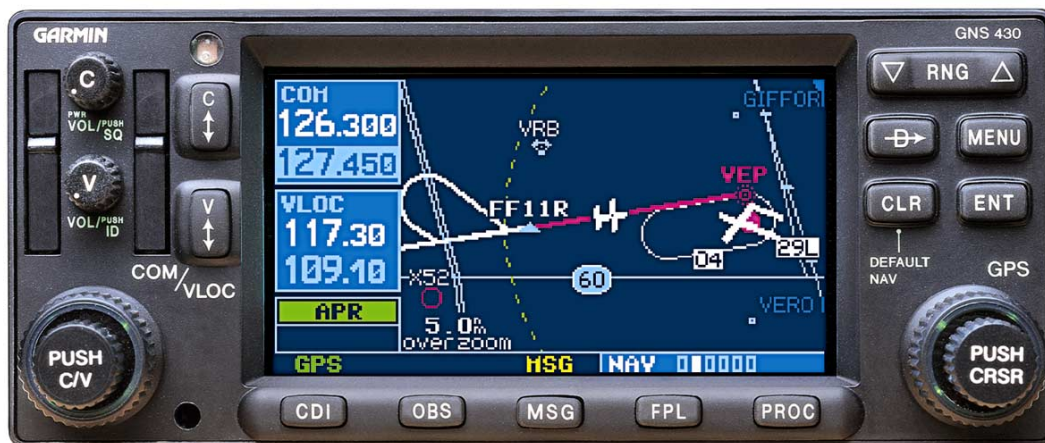 GARMIN
GNS 430
C
PWR
VOL/PUSH
SQ
V
VOL/PUSH
ID
C
V
COM/VLOC
PUSH
C/V
COM
126.300
127.450
VLOC
117.30
109.10
APR
GPS
MSG
NAV
GIFFOR
VRB
VEP
FF11R
29L
04
X52
60
5.0nm
overzoom
VERO
RNG
D
MENU
CLR
ENT
DEFAULT
NAV
GPS
PUSH
CRSR
CDI
OBS
MSG
FPL
PROC